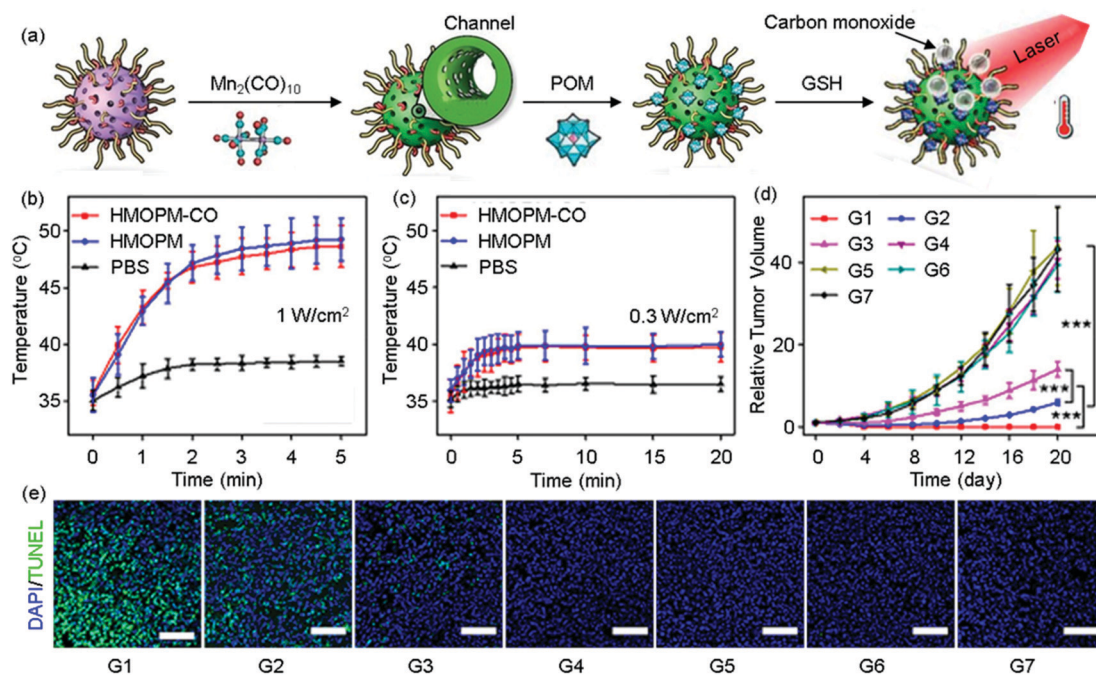 (a)
Mn₂(CO)₁₀
Channel
POM
GSH
Carbon monoxide
Laser
(b)
HMOPM-CO
HMOPM
PBS
1 W/cm²
Temperature (°C)
50
45
40
35
0 1 2 3 4 5
Time (min)
(c)
HMOPM-CO
HMOPM
PBS
0.3 W/cm²
Temperature (°C)
50
45
40
35
0 5 10 15 20
Time (min)
(d)
G1 G2
G3 G4
G5 G6
G7
★★★
★★★
★★★
Relative Tumor Volume
40
20
0
0 4 8 12 16 20
Time (day)
(e)
DAPI/TUNEL
G1 G2 G3 G4 G5 G6 G7